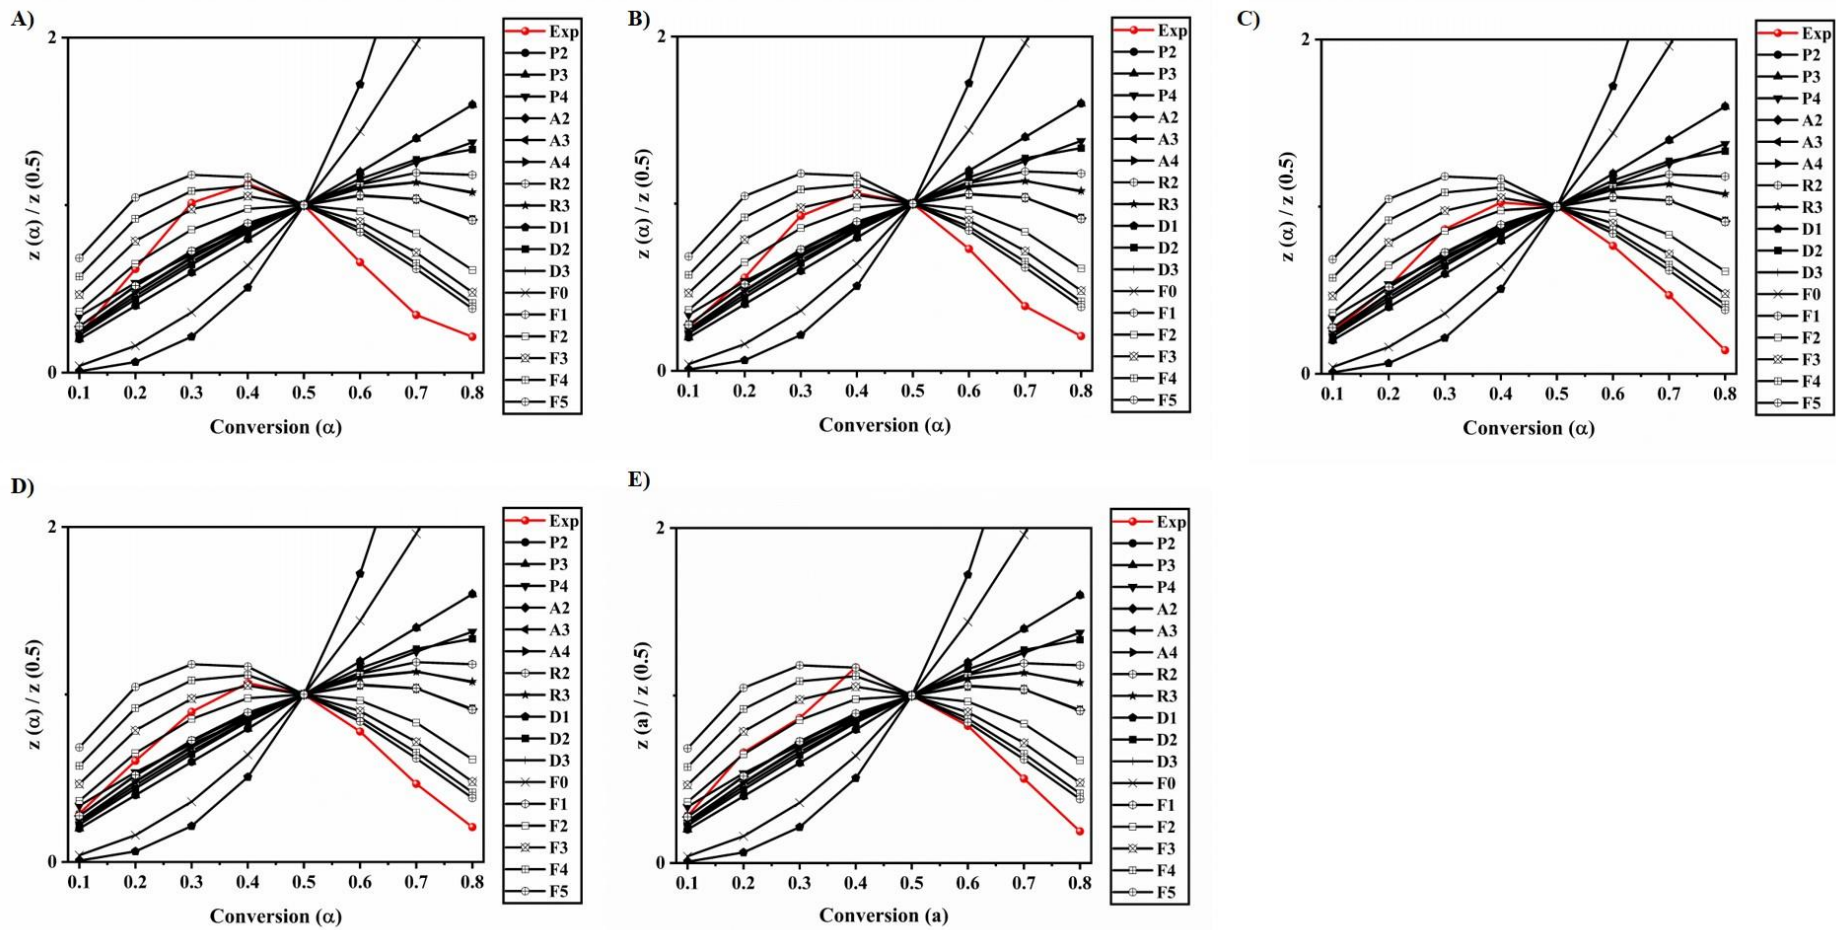 A)
z (α) / z (0.5)
2
0
0.1 0.2 0.3 0.4 0.5 0.6 0.7 0.8
Conversion (α)
Exp
P2
P3
P4
A2
A3
A4
R2
R3
D1
D2
D3
F0
F1
F2
F3
F4
F5
B)
z (α) / z (0.5)
2
0
0.1 0.2 0.3 0.4 0.5 0.6 0.7 0.8
Conversion (α)
Exp
P2
P3
P4
A2
A3
A4
R2
R3
D1
D2
D3
F0
F1
F2
F3
F4
F5
C)
z (α) / z (0.5)
2
0
0.1 0.2 0.3 0.4 0.5 0.6 0.7 0.8
Conversion (α)
Exp
P2
P3
P4
A2
A3
A4
R2
R3
D1
D2
D3
F0
F1
F2
F3
F4
F5
D)
z (α) / z (0.5)
2
0
0.1 0.2 0.3 0.4 0.5 0.6 0.7 0.8
Conversion (α)
Exp
P2
P3
P4
A2
A3
A4
R2
R3
D1
D2
D3
F0
F1
F2
F3
F4
F5
E)
z (a) / z (0.5)
2
0
0.1 0.2 0.3 0.4 0.5 0.6 0.7 0.8
Conversion (a)
Exp
P2
P3
P4
A2
A3
A4
R2
R3
D1
D2
D3
F0
F1
F2
F3
F4
F5